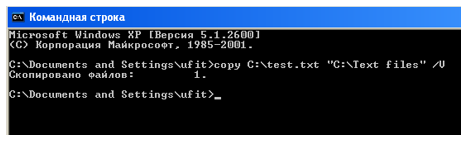 Командная строка
Microsoft Windows XP [Версия 5.1.2600]
(C) Корпорация Майкрософт, 1985-2001.
C:\Documents and Settings\ufit>copy C:\test.txt "C:\Text files" /V
Скопировано файлов:         1.
C:\Documents and Settings\ufit>_